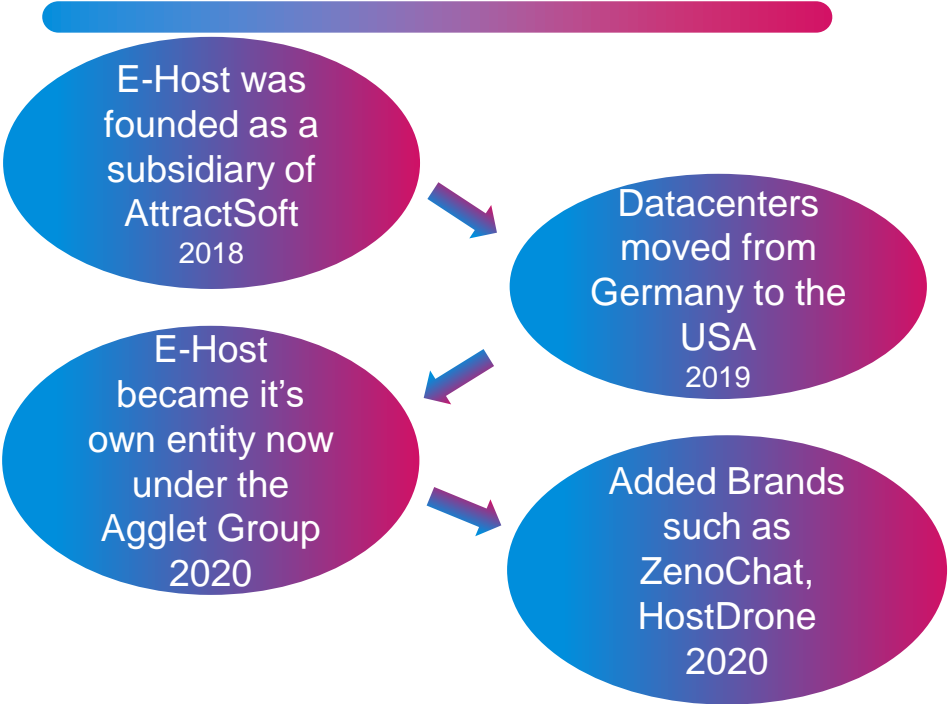 E-Host was
founded as a
subsidiary of
AttractSoft
2018
Datacenters
moved from
Germany to the
USA
2019
E-Host
became it’s
own entity now
under the
Agglet Group
2020
Added Brands
such as
ZenoChat,
HostDrone
2020